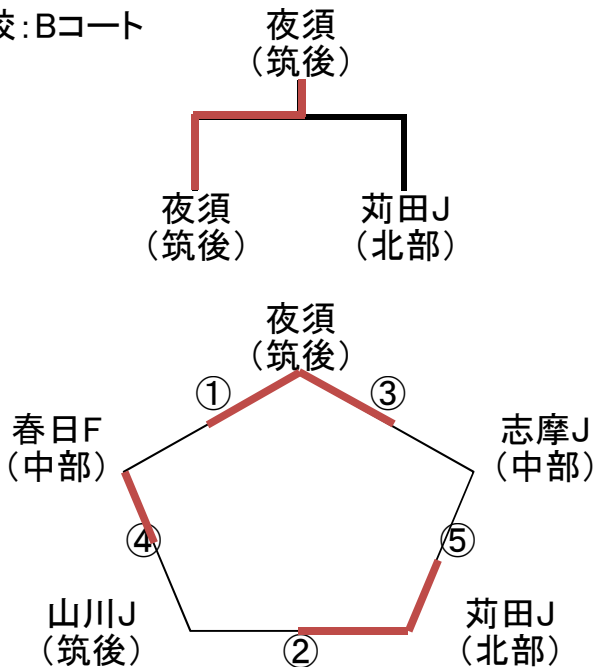 校:Bコート
夜須
(筑後)
夜須
(筑後)
苅田J
(北部)
夜須
(筑後)
①
③
春日F
(中部)
志摩J
(中部)
④
⑤
山川J
(筑後)
苅田J
(北部)
②